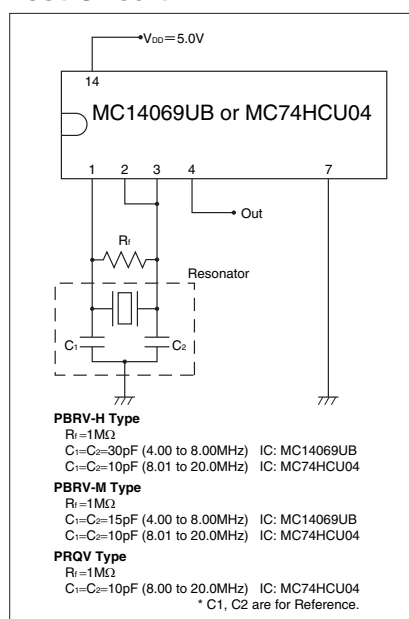 VDD=5.0V
14
MC14069UB or MC74HCU04
1 2 3 4 7
Out
Rf
Resonator
C1 C2
PBRV-H Type
Rf=1MΩ
C1=C2=30pF (4.00 to 8.00MHz) IC: MC14069UB
C1=C2=10pF (8.01 to 20.0MHz) IC: MC74HCU04
PBRV-M Type
Rf=1MΩ
C1=C2=15pF (4.00 to 8.00MHz) IC: MC14069UB
C1=C2=10pF (8.01 to 20.0MHz) IC: MC74HCU04
PRQV Type
Rf=1MΩ
C1=C2=10pF (8.00 to 20.0MHz) IC: MC74HCU04
* C1, C2 are for Reference.